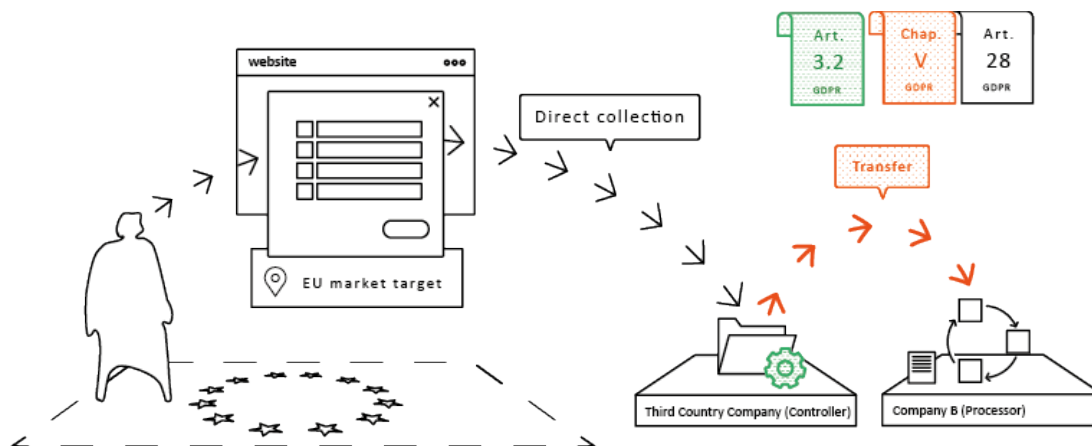 website
Direct collection
EU market target
Art.
3.2
GDPR
Chap.
V
GDPR
Art.
28
GDPR
Transfer
Third Country Company (Controller)
Company B (Processor)